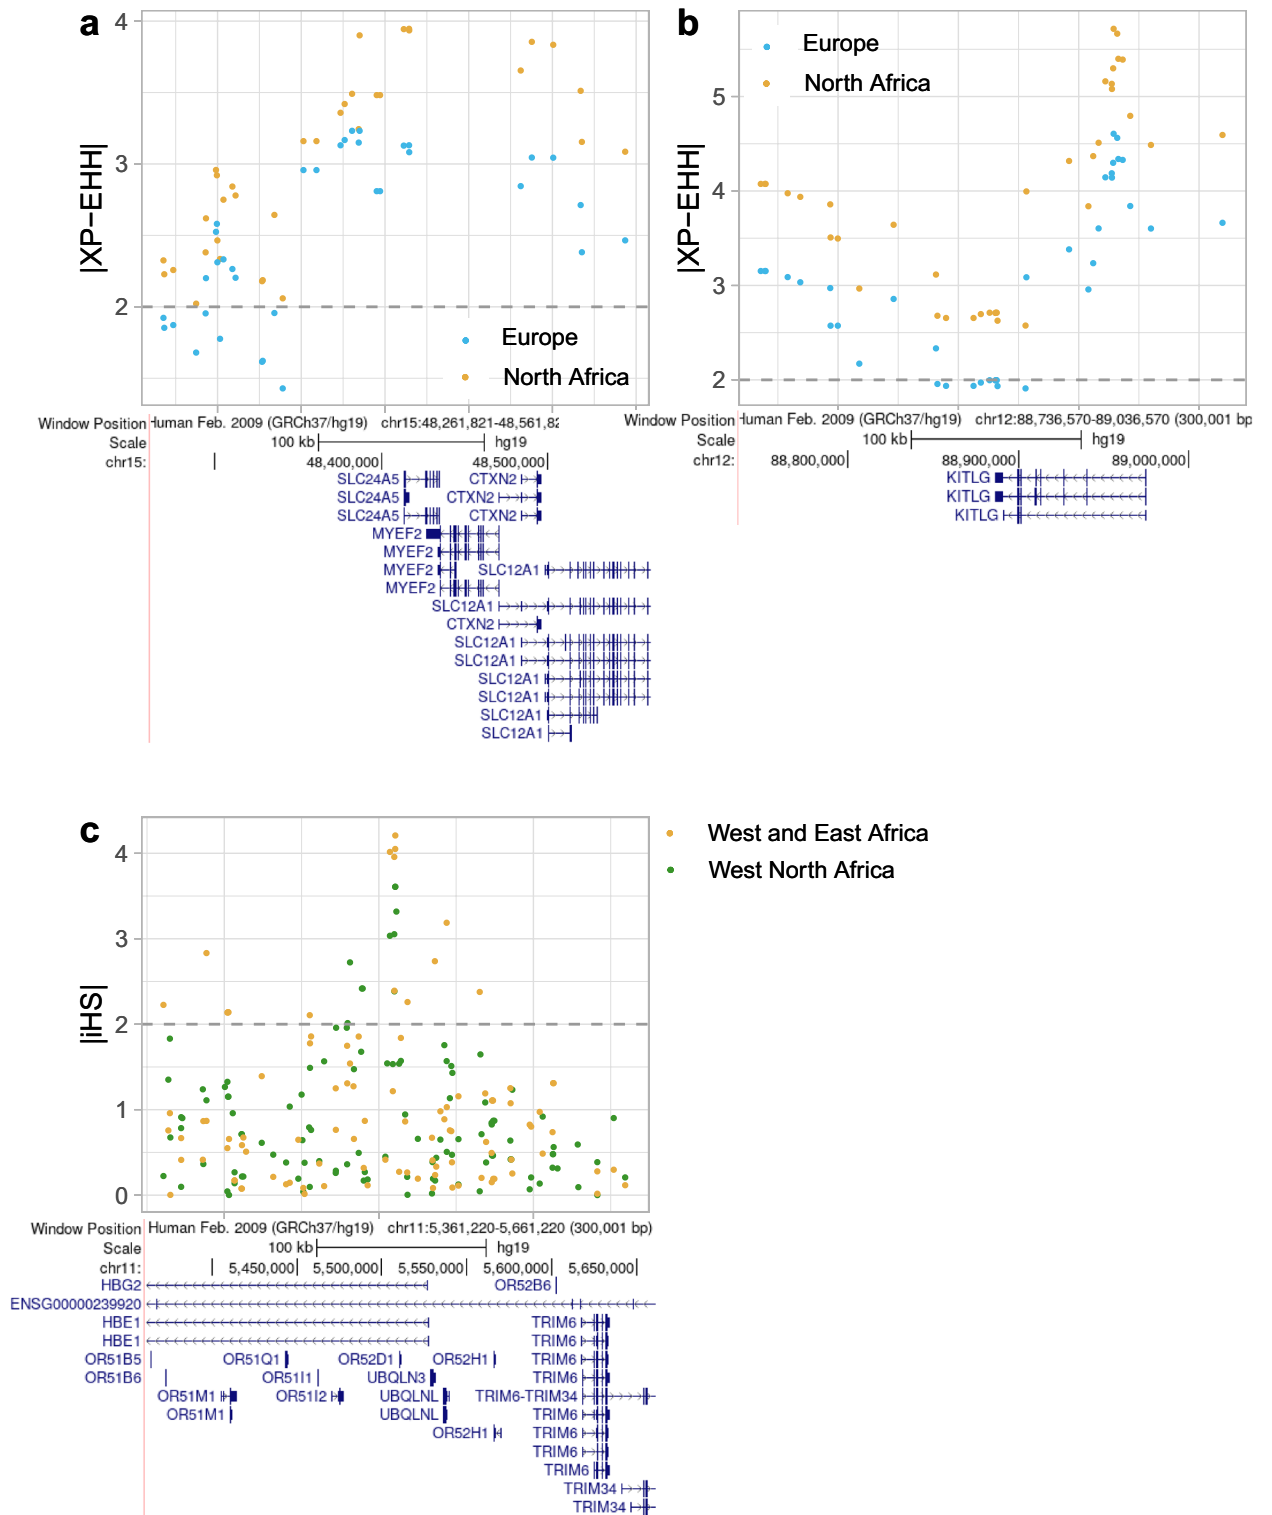 a
4
3
2
|XP−EHH|
Europe
North Africa
Window Position
Human Feb. 2009 (GRCh37/hg19) chr15:48,261,821-48,561,82
Scale
100 kb
hg19
chr15:
48,400,000
48,500,000
SLC24A5 CTXN2
SLC24A5 CTXN2
SLC24A5 CTXN2
MYEF2
MYEF2
MYEF2 SLC12A1
MYEF2
SLC12A1
CTXN2
SLC12A1
SLC12A1
SLC12A1
SLC12A1
SLC12A1
SLC12A1
b
5
4
3
2
|XP−EHH|
Europe
North Africa
Window Position
Human Feb. 2009 (GRCh37/hg19) chr12:88,736,570-89,036,570 (300,001 bp
Scale
100 kb
hg19
chr12:
88,800,000
88,900,000
89,000,000
KITLG
KITLG
KITLG
c
4
3
2
1
0
|iHS|
West and East Africa
West North Africa
Window Position
Human Feb. 2009 (GRCh37/hg19) chr11:5,361,220-5,661,220 (300,001 bp)
Scale
100 kb
hg19
chr11:
5,450,000
5,500,000
5,550,000
5,600,000
5,650,000
HBG2 OR52B6
ENSG00000239920
HBE1 TRIM6
HBE1 TRIM6
OR51B5 OR51Q1 OR52D1 OR52H1 TRIM6
OR51B6 OR51I1 UBQLN3 TRIM6
OR51M1 OR51I2 UBQLNL TRIM6-TRIM34
OR51M1 UBQLNL TRIM6
OR52H1 TRIM6
TRIM6
TRIM6
TRIM34
TRIM34